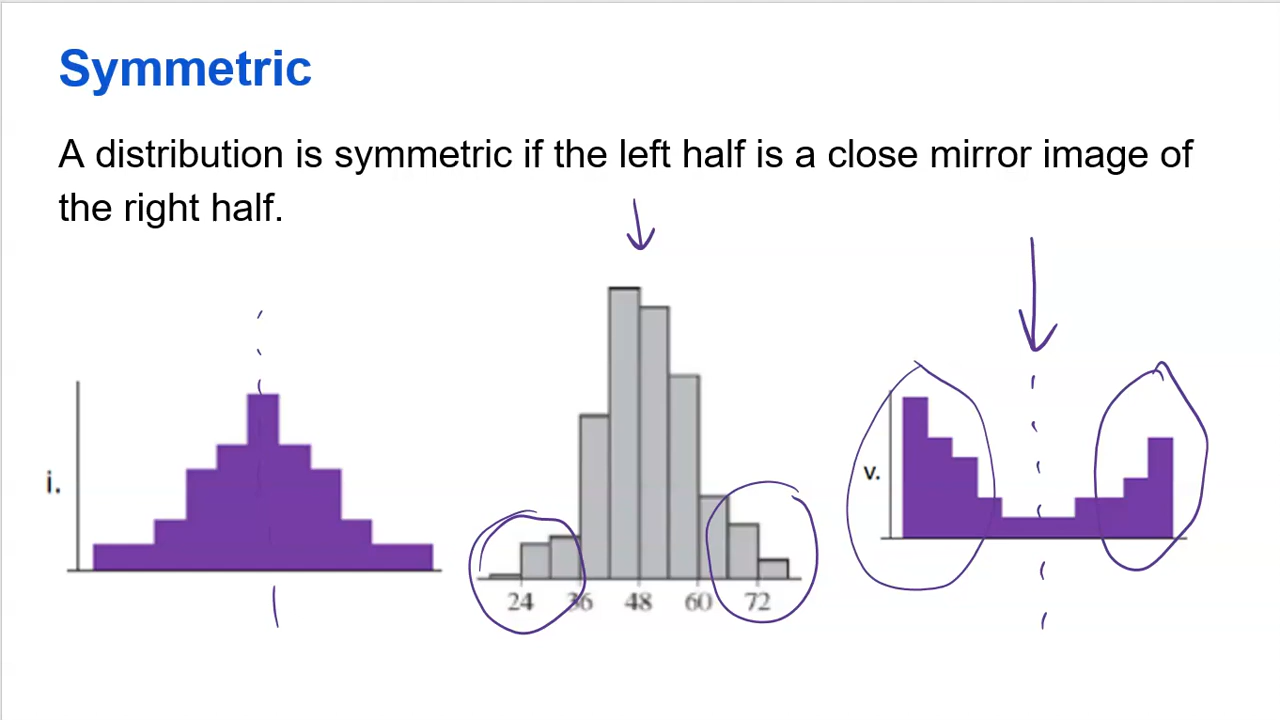 Symmetric
A distribution is symmetric if the left half is a close mirror image of
the right half.
i.
24 36 48 60 72
v.